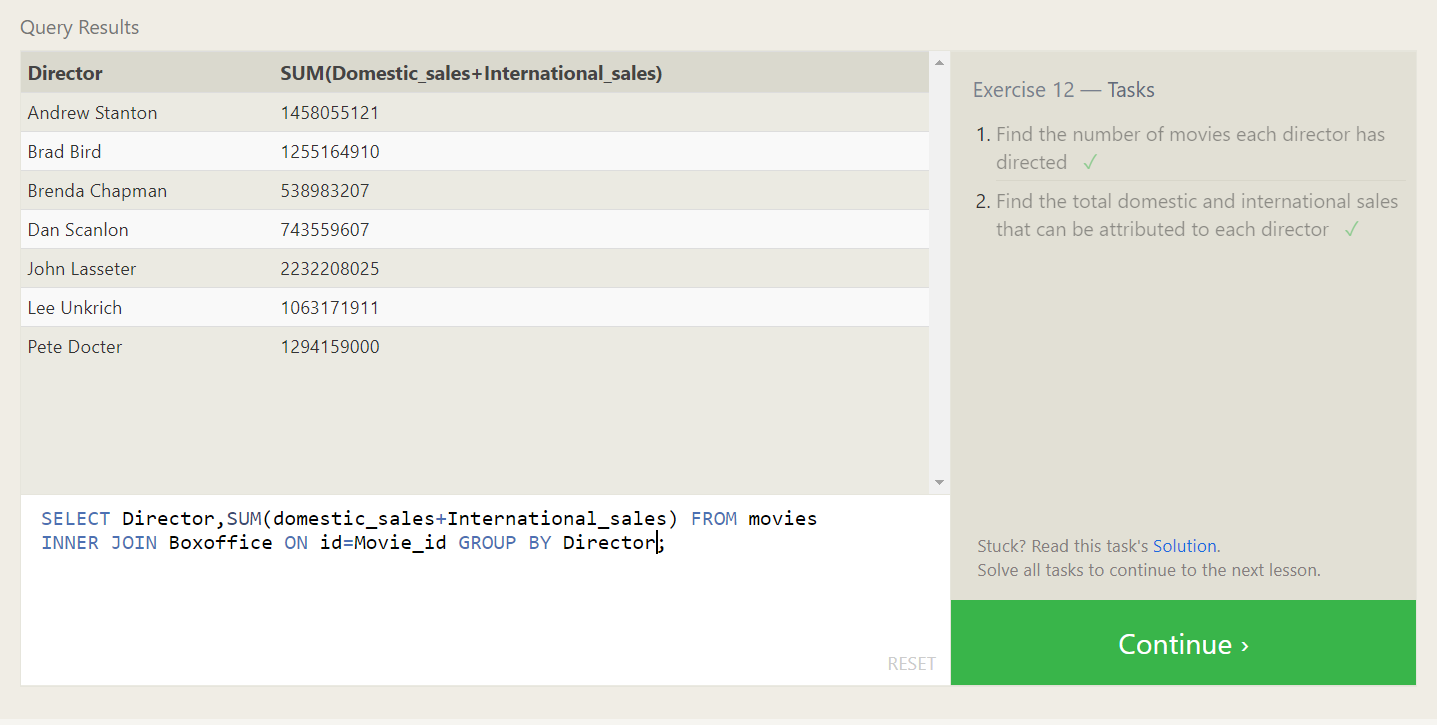 Query Results
Director SUM(Domestic_sales+International_sales)
Andrew Stanton 1458055121
Brad Bird 1255164910
Brenda Chapman 538983207
Dan Scanlon 743559607
John Lasseter 2232208025
Lee Unkrich 1063171911
Pete Docter 1294159000
SELECT Director,SUM(domestic_sales+International_sales) FROM movies
INNER JOIN Boxoffice ON id=Movie_id GROUP BY Director;
RESET
Exercise 12 — Tasks
1. Find the number of movies each director has
directed ✓
2. Find the total domestic and international sales
that can be attributed to each director ✓
Stuck? Read this task's Solution.
Solve all tasks to continue to the next lesson.
Continue ›